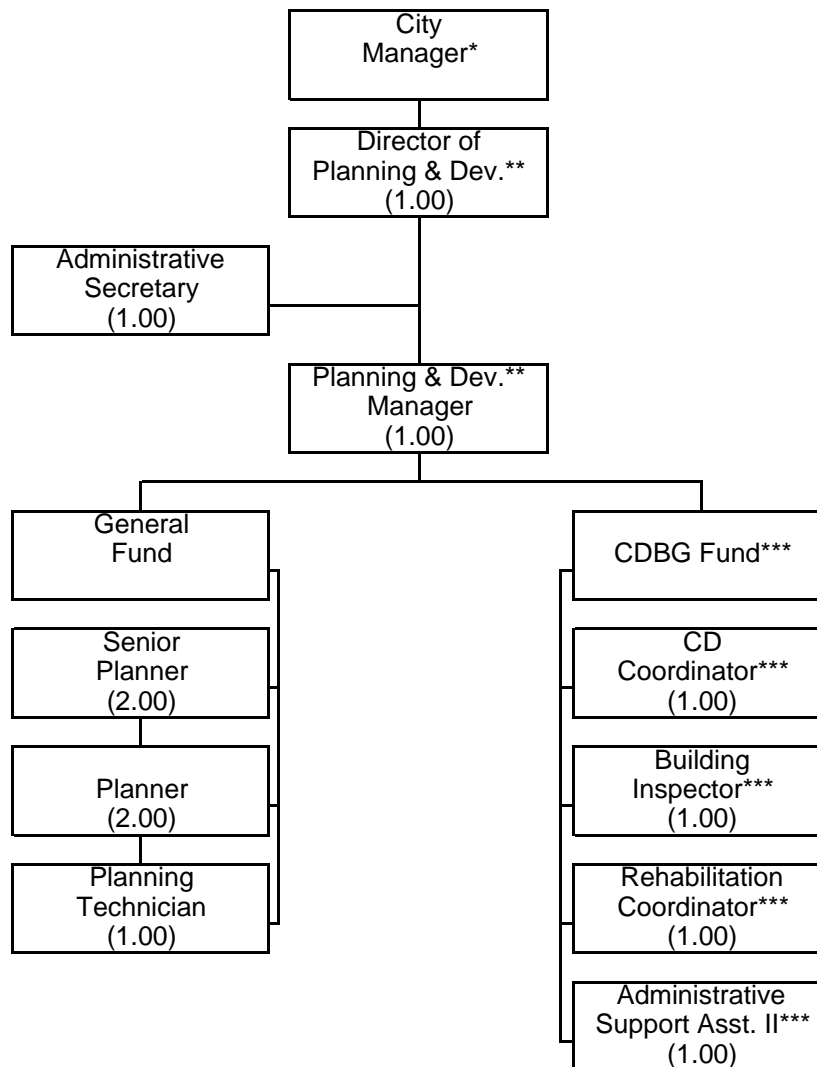 City
Manager*
Director of
Planning & Dev.**
(1.00)
Administrative
Secretary
(1.00)
Planning & Dev.**
Manager
(1.00)
General
Fund
Senior
Planner
(2.00)
Planner
(2.00)
Planning
Technician
(1.00)
CDBG Fund***
CD
Coordinator***
(1.00)
Building
Inspector***
(1.00)
Rehabilitation
Coordinator***
(1.00)
Administrative
Support Asst. II***
(1.00)